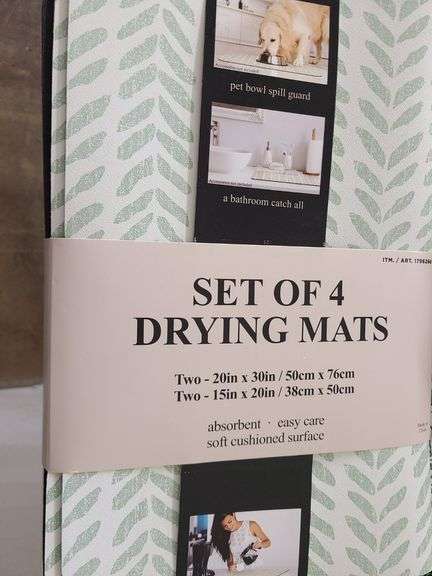 pet bowl spill guard
a bathroom catch all
SET OF 4
DRYING MATS
Two - 20in x 30in / 50cm x 76cm
Two - 15in x 20in / 38cm x 50cm
absorbent · easy care
soft cushioned surface
ITM. / ART.